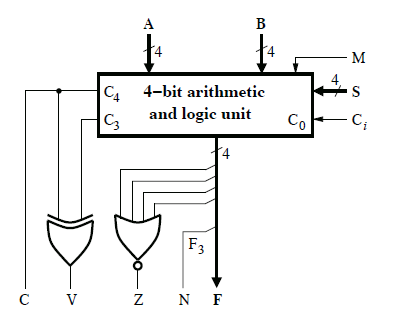 A B
4 4 M
C4 4-bit arithmetic 4 S
C3 and logic unit C0 Ci
4
F3
C V Z N F